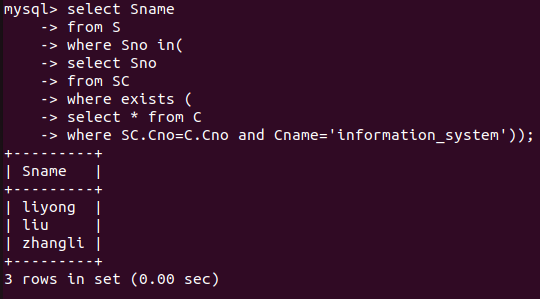 mysql> select Sname
    -> from S
    -> where Sno in(
    -> select Sno
    -> from SC
    -> where exists (
    -> select * from C
    -> where SC.Cno=C.Cno and Cname='information_system'));
+---------+
| Sname   |
+---------+
| liyong  |
| liu     |
| zhangli |
+---------+
3 rows in set (0.00 sec)